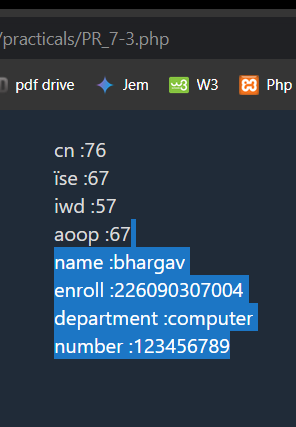 /practicals/PR_7-3.php
pdf drive Jem W3 Php
cn :76
ïse :67
iwd :57
aoop :67
name :bhargav
enroll :226090307004
department :computer
number :123456789